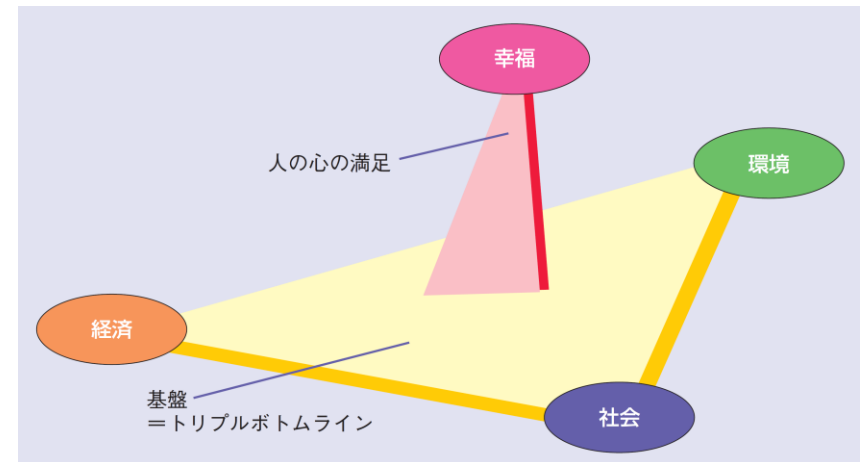 幸福
環境
人の心の満足
経済
基盤
＝トリプルボトムライン
社会